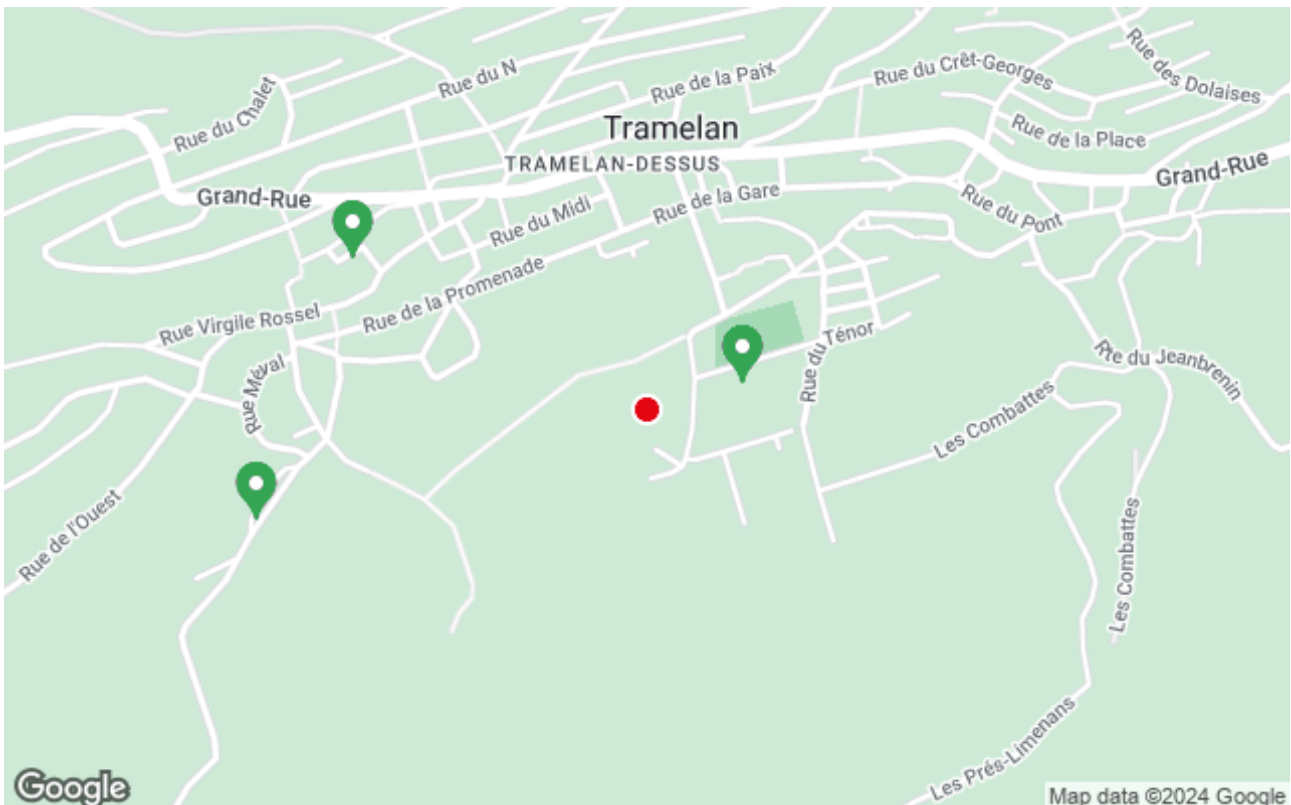 Rue du N
Rue de la Paix
Rue du Crêt-Georges
Rue des Dolaises
Rue du Chalet
Tramelan
TRAMELAN-DESSUS
Rue de la Place
Grand-Rue
Grand-Rue
Rue de la Gare
Rue du Midi
Rue du Pont
Rue de la Promenade
Rue Virgile Rossel
Rue du Ténor
Rte du Jeanbrenin
Rue Méval
Les Combattes
Rue de l'Ouest
Les Combattes
Les Prés-Limenans
Google
Map data ©2024 Google